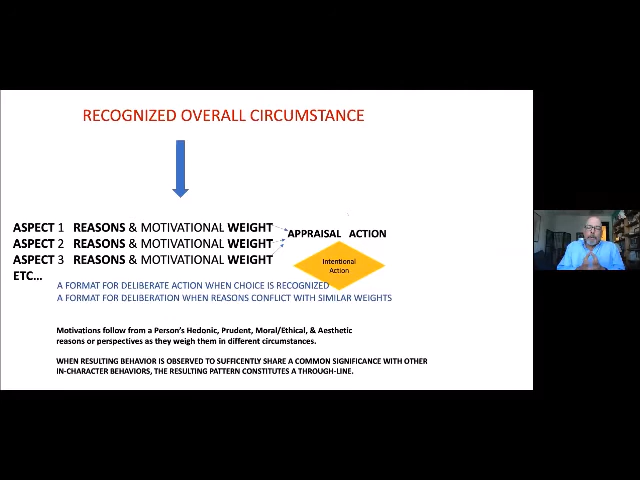 RECOGNIZED OVERALL CIRCUMSTANCE
ASPECT 1 REASONS & MOTIVATIONAL WEIGHT
ASPECT 2 REASONS & MOTIVATIONAL WEIGHT
ASPECT 3 REASONS & MOTIVATIONAL WEIGHT
ETC...
APPRAISAL ACTION
Intentional
Action
A FORMAT FOR DELIBERATE ACTION WHEN CHOICE IS RECOGNIZED
A FORMAT FOR DELIBERATION WHEN REASONS CONFLICT WITH SIMILAR WEIGHTS
Motivations follow from a Person's Hedonic, Prudent, Moral/Ethical, & Aesthetic
reasons or perspectives as they weigh them in different circumstances.
WHEN RESULTING BEHAVIOR IS OBSERVED TO SUFFICENTLY SHARE A COMMON SIGNIFICANCE WITH OTHER
IN-CHARACTER BEHAVIORS, THE RESULTING PATTERN CONSTITUTES A THROUGH-LINE.